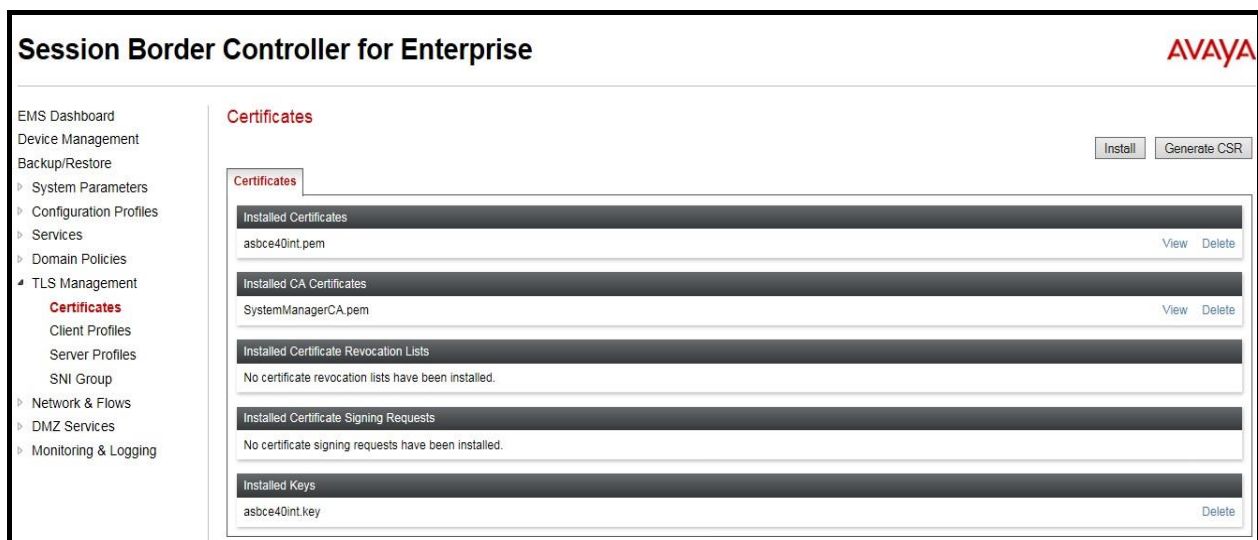 Session Border Controller for Enterprise
AVAYA
EMS Dashboard
Device Management
Backup/Restore
System Parameters
Configuration Profiles
Services
Domain Policies
TLS Management
Certificates
Client Profiles
Server Profiles
SNI Group
Network & Flows
DMZ Services
Monitoring & Logging
Certificates
Install Generate CSR
Certificates
Installed Certificates
asbce40int.pem View Delete
Installed CA Certificates
SystemManagerCA.pem View Delete
Installed Certificate Revocation Lists
No certificate revocation lists have been installed.
Installed Certificate Signing Requests
No certificate signing requests have been installed.
Installed Keys
asbce40int.key Delete